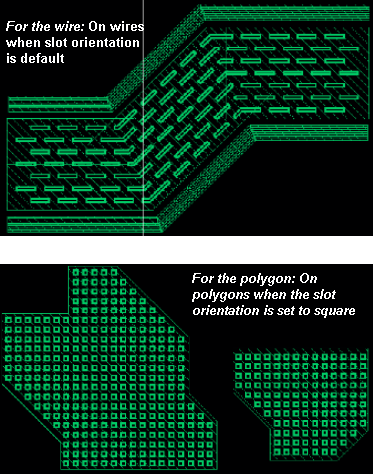 For the wire: On wires
when slot orientation
is default
For the polygon: On
polygons when the slot
orientation is set to square